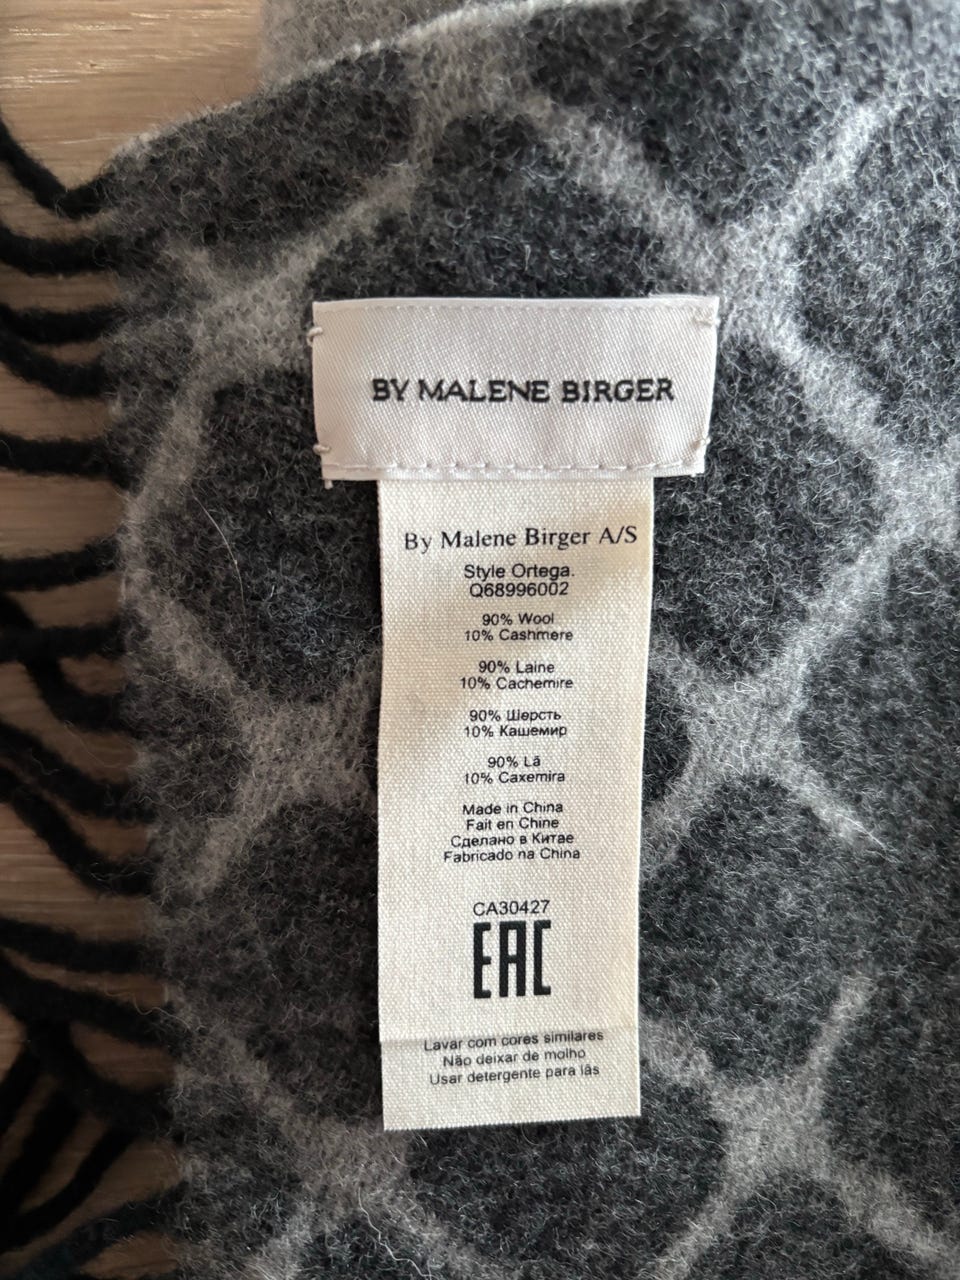 BY MALENE BIRGER
By Malene Birger A/S
Style Ortega.
Q68996002
90% Wool
10% Cashmere
90% Laine
10% Cachemire
90% Шерсть
10% Кашемир
90% Lã
10% Caxemira
Made in China
Fait en Chine
Сделано в Китае
Fabricado na China
CA30427
EAC
Lavar com cores similares
Não deixar de molho
Usar detergente para lãs